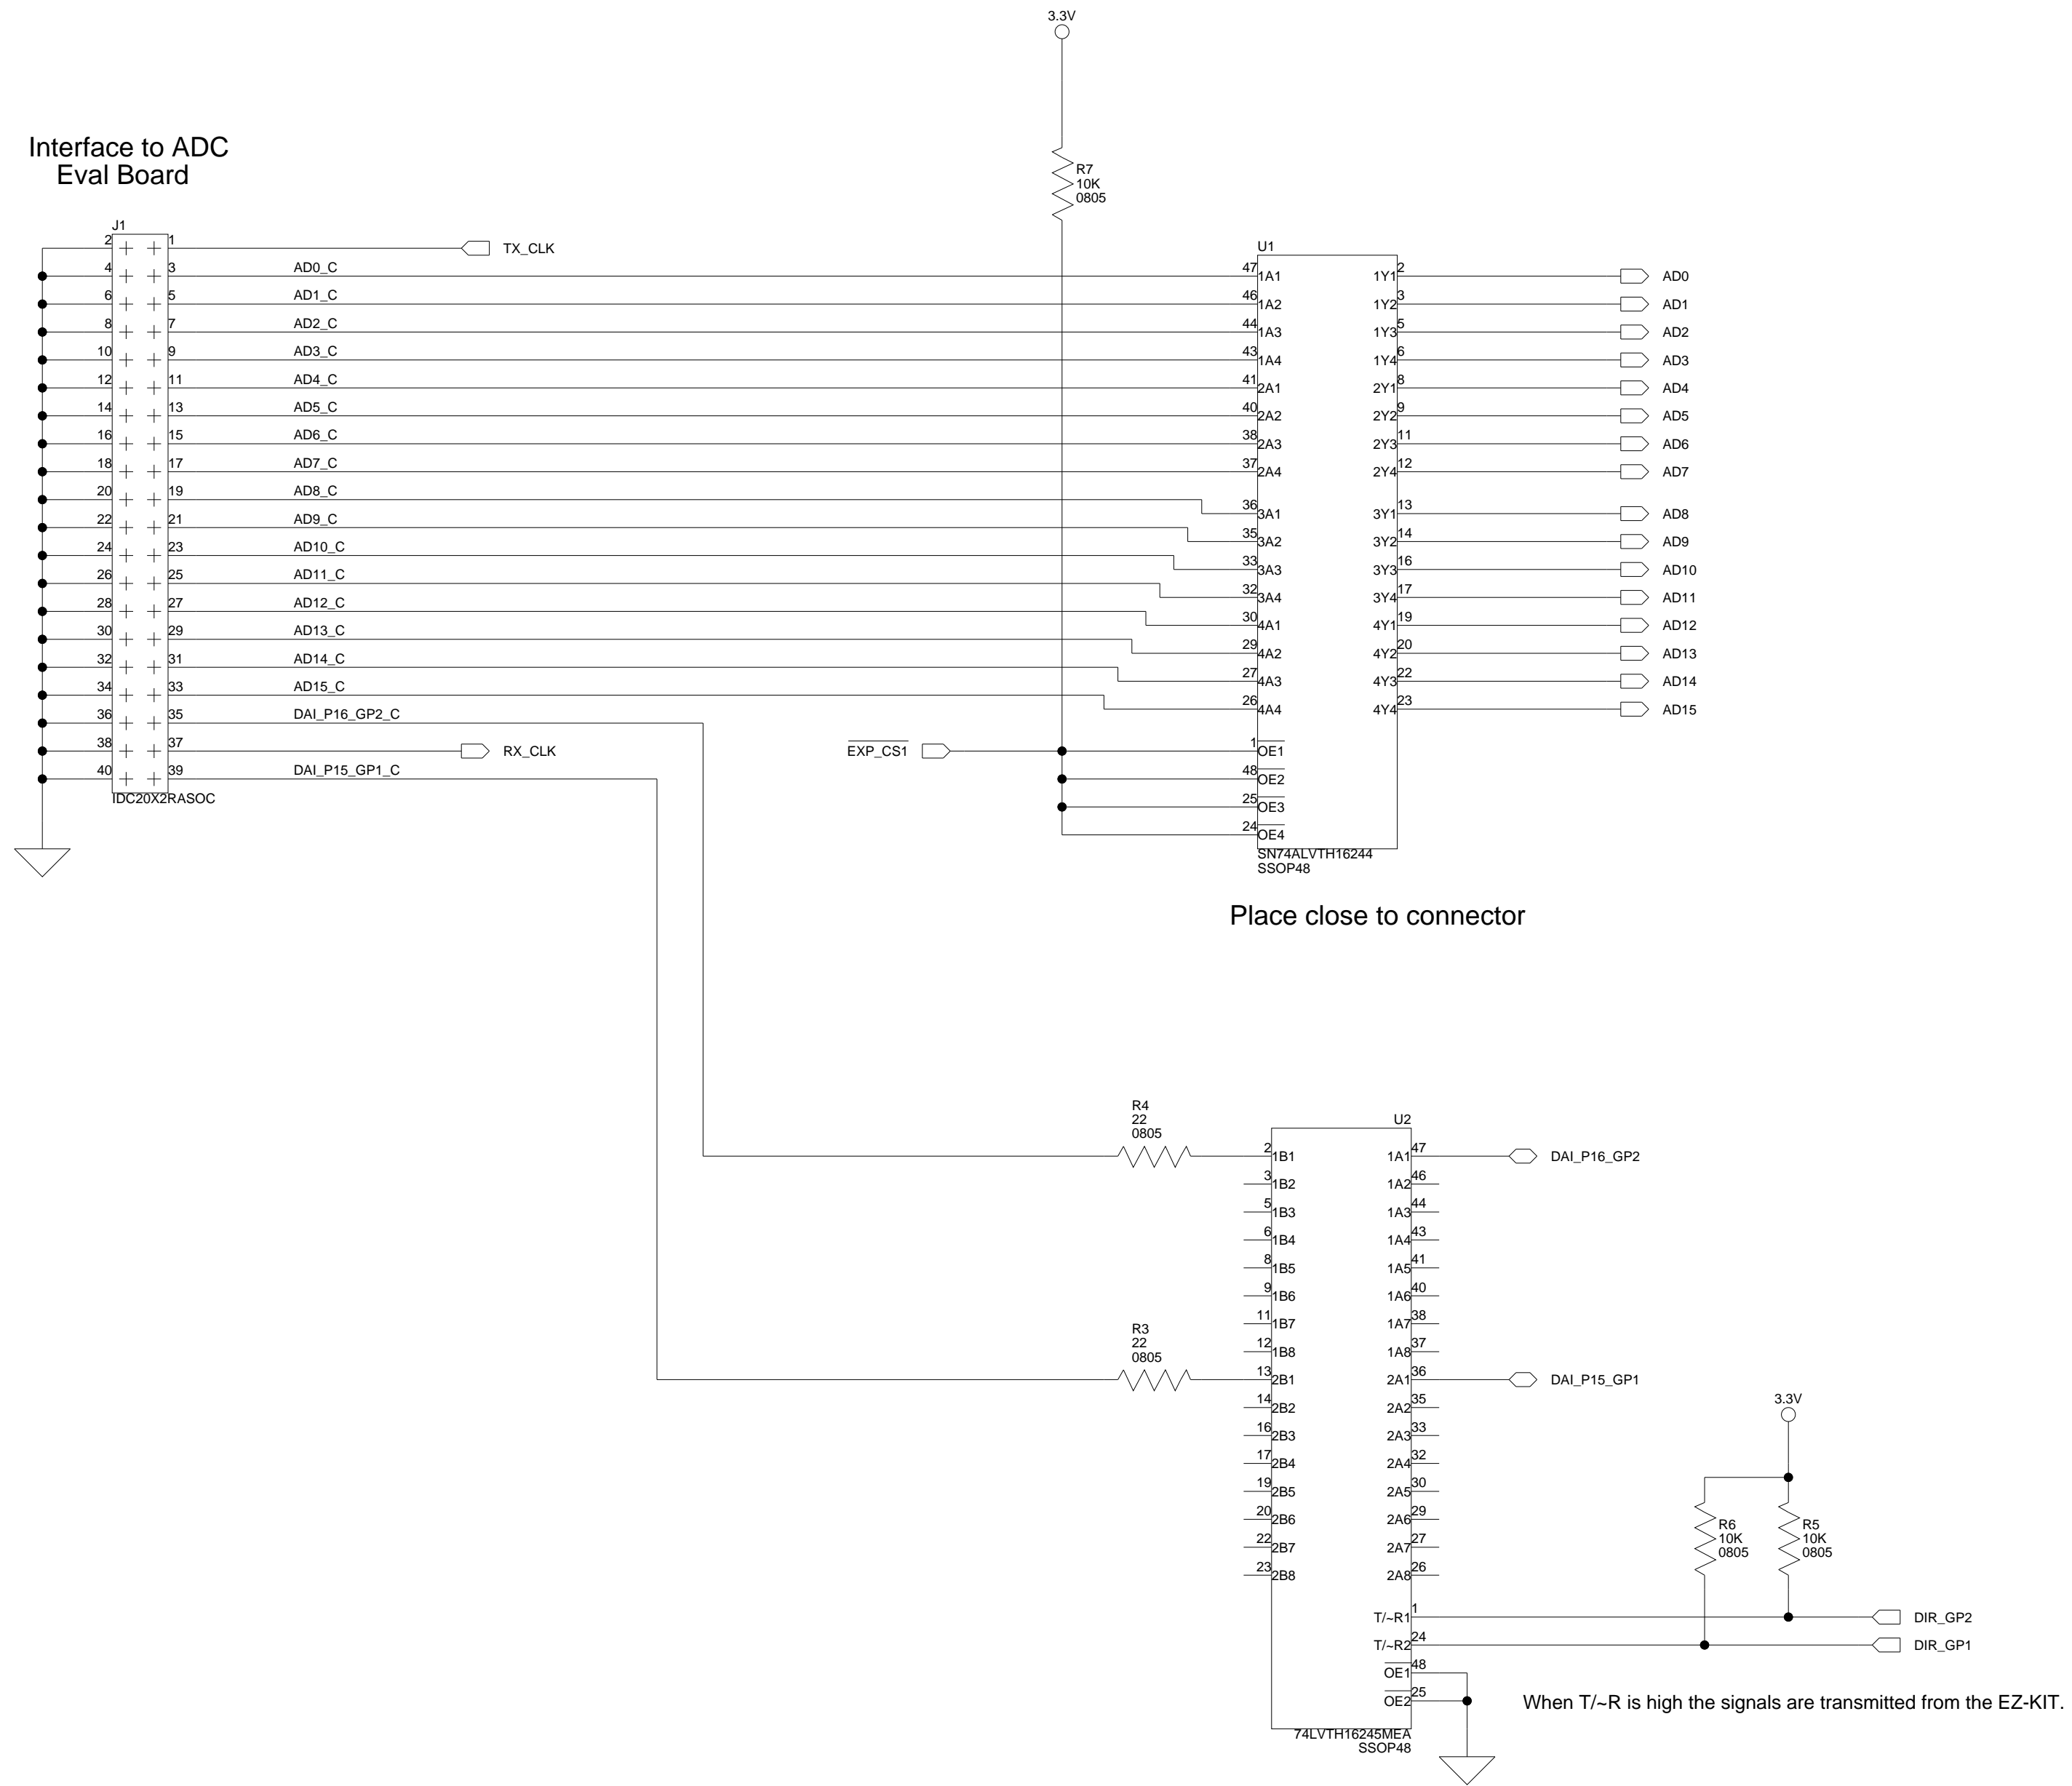 3.3V
Interface to ADC
Eval Board
R7
10K
0805
J1
2 1 TX_CLK
4 3 AD0_C
6 5 AD1_C
8 7 AD2_C
10 9 AD3_C
12 11 AD4_C
14 13 AD5_C
16 15 AD6_C
18 17 AD7_C
20 19 AD8_C
22 21 AD9_C
24 23 AD10_C
26 25 AD11_C
28 27 AD12_C
30 29 AD13_C
32 31 AD14_C
34 33 AD15_C
36 35 DAI_P16_GP2_C
38 37 RX_CLK
40 39 DAI_P15_GP1_C
IDC20X2RASOC
U1
47 1A1 1Y1 2 AD0
46 1A2 1Y2 3 AD1
44 1A3 1Y3 5 AD2
43 1A4 1Y4 6 AD3
41 2A1 2Y1 8 AD4
40 2A2 2Y2 9 AD5
38 2A3 2Y3 11 AD6
37 2A4 2Y4 12 AD7
36 3A1 3Y1 13 AD8
35 3A2 3Y2 14 AD9
33 3A3 3Y3 16 AD10
32 3A4 3Y4 17 AD11
30 4A1 4Y1 19 AD12
29 4A2 4Y2 20 AD13
27 4A3 4Y3 22 AD14
26 4A4 4Y4 23 AD15
EXP_CS1 1 OE1
48 OE2
25 OE3
24 OE4
SN74ALVTH16244
SSOP48
Place close to connector
R4
22
0805
R3
22
0805
U2
2 1B1 1A1 47 DAI_P16_GP2
3 1B2 1A2 46
5 1B3 1A3 44
6 1B4 1A4 43
8 1B5 1A5 41
9 1B6 1A6 40
11 1B7 1A7 38
12 1B8 1A8 37
13 2B1 2A1 36 DAI_P15_GP1
14 2B2 2A2 35
16 2B3 2A3 33
17 2B4 2A4 32
19 2B5 2A5 30
20 2B6 2A6 29
22 2B7 2A7 27
23 2B8 2A8 26
3.3V
R6
10K
0805
R5
10K
0805
T/~R1 1 DIR_GP2
T/~R2 24 DIR_GP1
OE1 48
OE2 25
When T/~R is high the signals are transmitted from the EZ-KIT.
74LVTH16245MEA
SSOP48